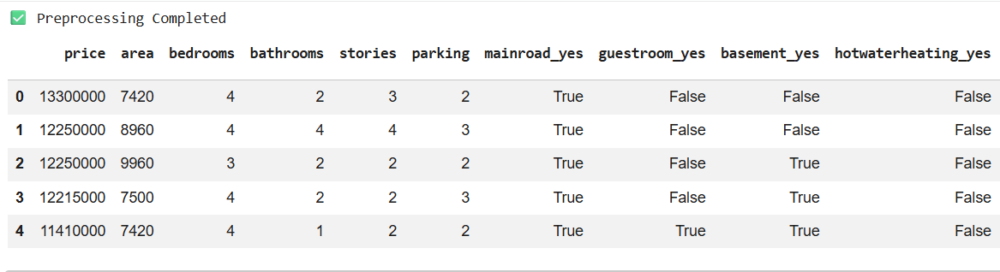 ✅ Preprocessing Completed
price area bedrooms bathrooms stories parking mainroad_yes guestroom_yes basement_yes hotwaterheating_yes
0 13300000 7420 4 2 3 2 True False False False
1 12250000 8960 4 4 4 3 True False False False
2 12250000 9960 3 2 2 2 True False True False
3 12215000 7500 4 2 2 3 True False True False
4 11410000 7420 4 1 2 2 True True True False